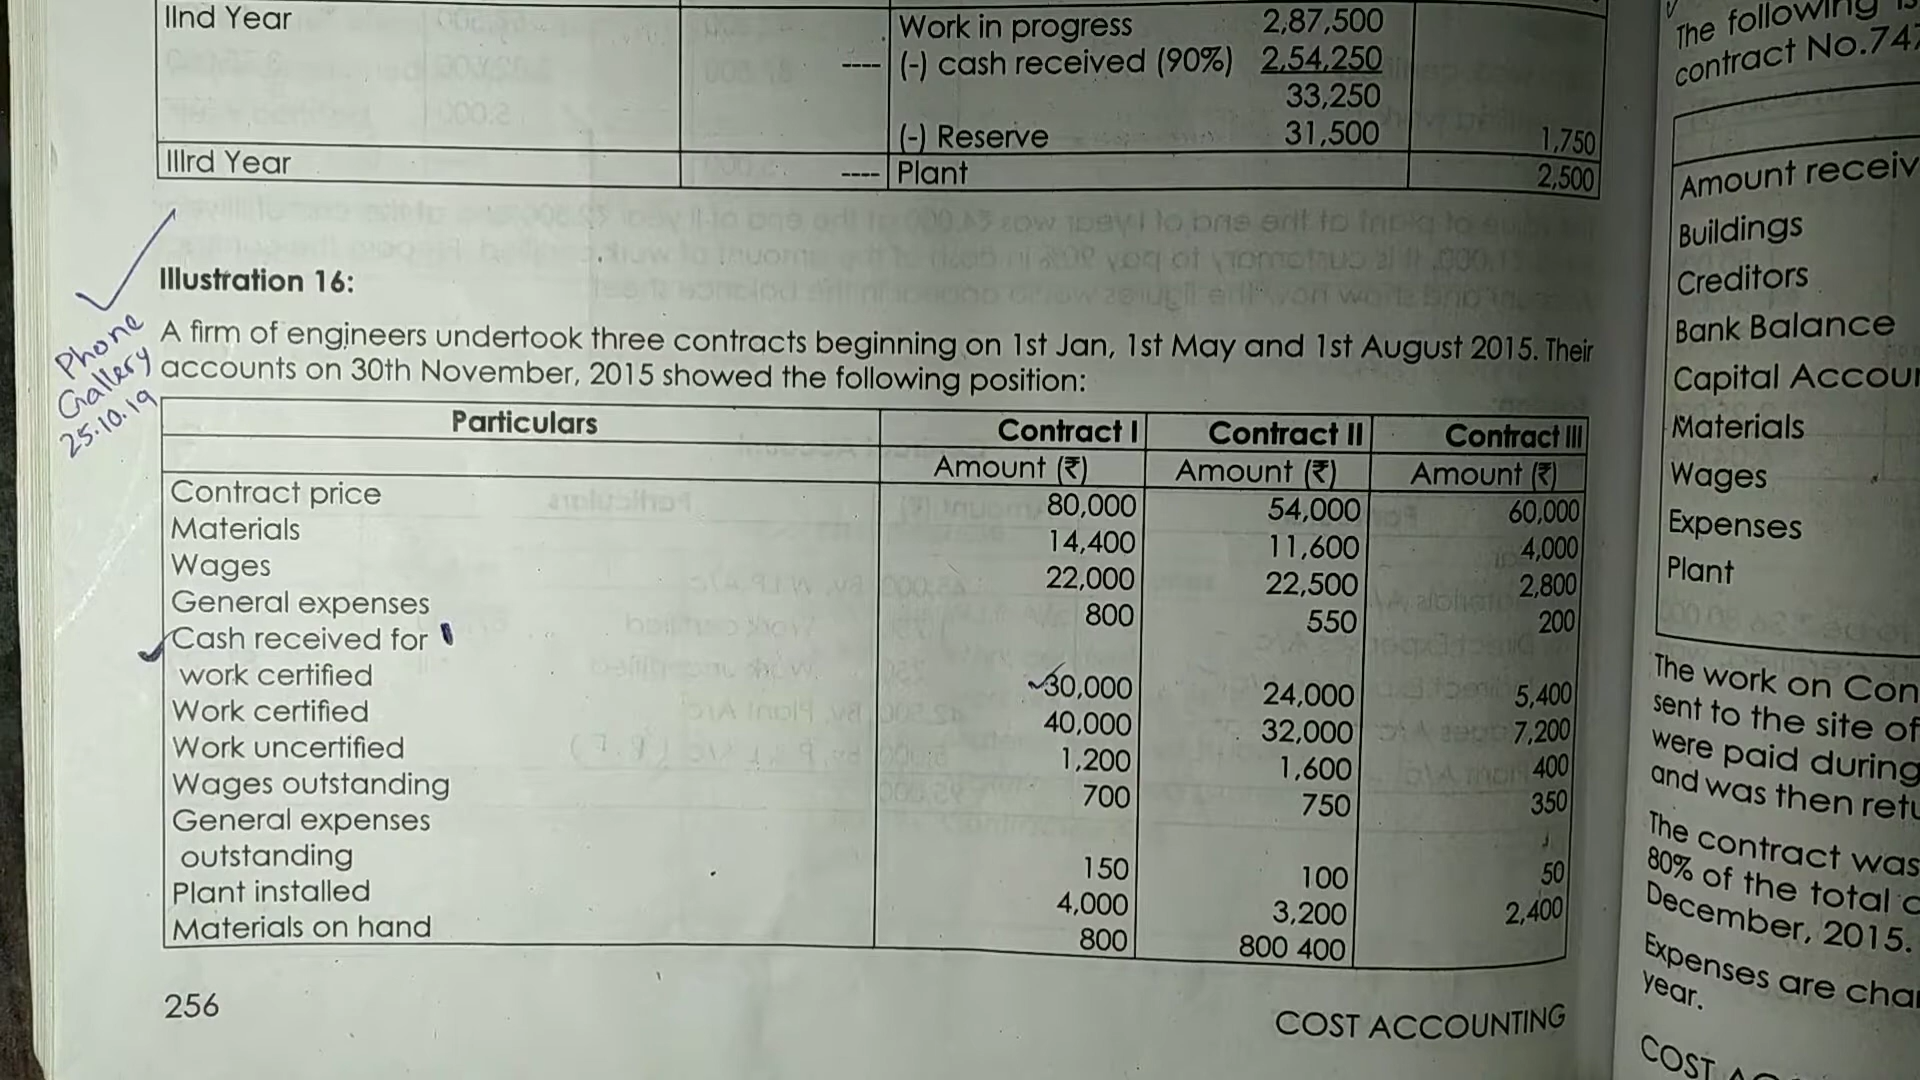 IInd Year
Work in progress 2,87,500
---- (-) cash received (90%) 2,54,250
33,250
(-) Reserve 31,500 1,750
IIIrd Year ---- Plant 2,500
Phone
Gallery
25.10.19
Illustration 16:
A firm of engineers undertook three contracts beginning on 1st Jan, 1st May and 1st August 2015. Their
accounts on 30th November, 2015 showed the following position:
Particulars Contract I Contract II Contract III
Amount (₹) Amount (₹) Amount (₹)
Contract price 80,000 54,000 60,000
Materials 14,400 11,600 4,000
Wages 22,000 22,500 2,800
General expenses 800 550 200
Cash received for
work certified 30,000 24,000 5,400
Work certified 40,000 32,000 7,200
Work uncertified 1,200 1,600 400
Wages outstanding 700 750 350
General expenses
outstanding 150 100 50
Plant installed 4,000 3,200 2,400
Materials on hand 800 800 400
256
COST ACCOUNTING
The following
contract No.747
Amount receiv
Buildings
Creditors
Bank Balance
Capital Accou
Materials
Wages
Expenses
Plant
The work on Con
sent to the site of
were paid during
and was then retu
The contract was
80% of the total c
December, 2015.
Expenses are char
year.
COST